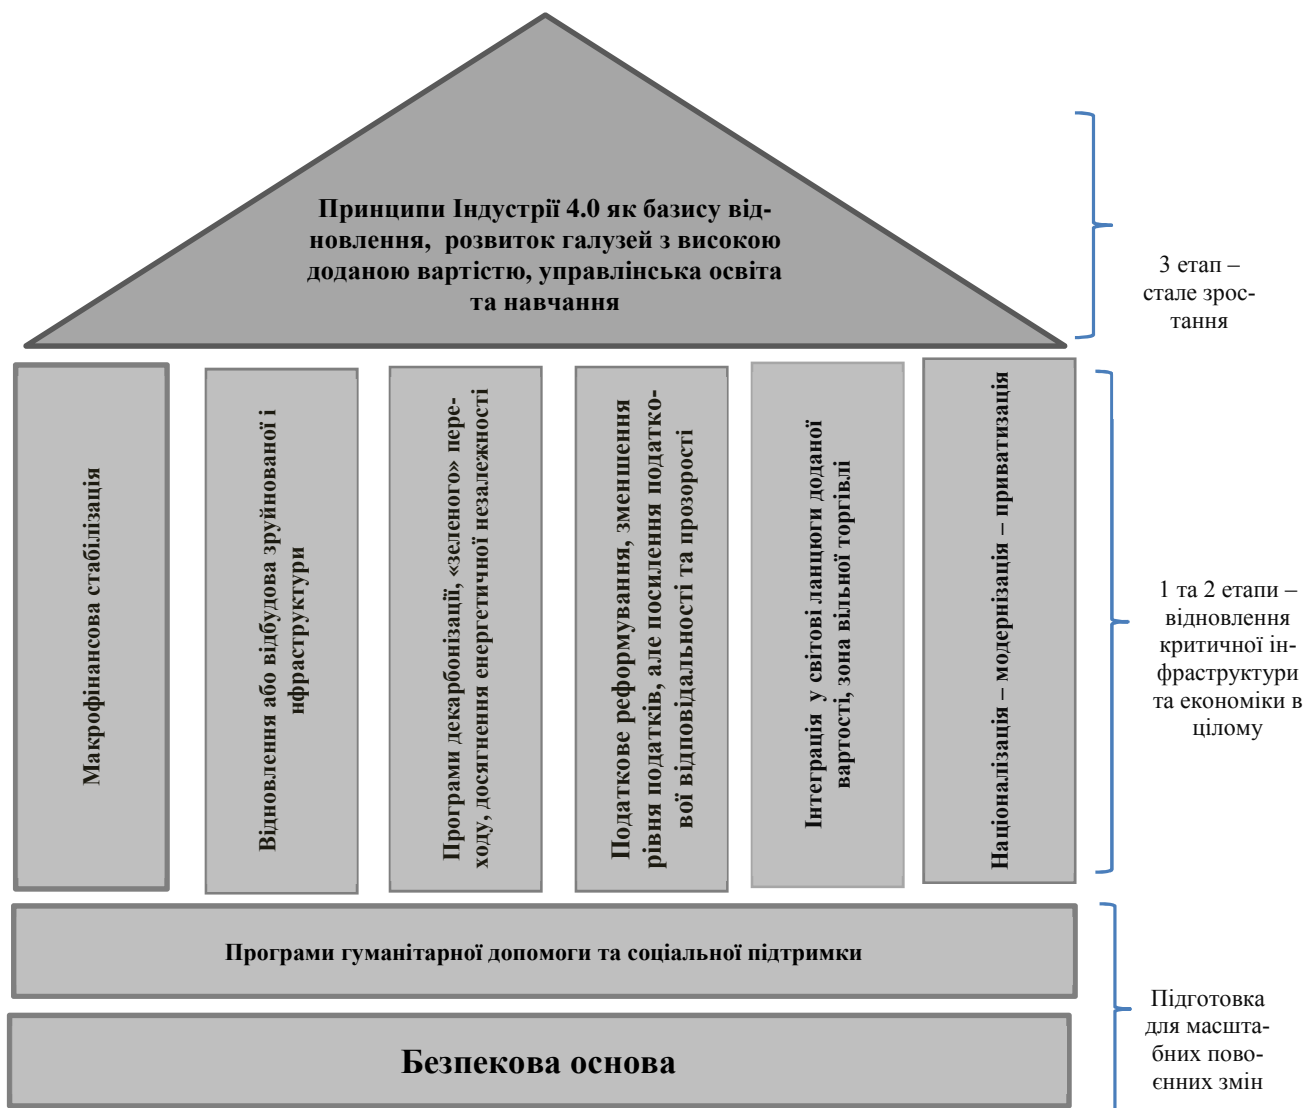 Принципи Індустрії 4.0 як базису від-
новлення, розвиток галузей з високою
доданою вартістю, управлінська освіта
та навчання
3 етап –
стале зрос-
тання
Макрофінансова стабілізація
Відновлення або відбудова зруйнованої і
нфраструктури
Програми декарбонізації, «зеленого» пере-
ходу, досягнення енергетичної незалежності
Податкове реформування, зменшення
рівня податків, але посилення податко-
вої відповідальності та прозорості
Інтеграція у світові ланцюги доданої
вартості, зона вільної торгівлі
Націоналізація – модернізація – приватизація
1 та 2 етапи –
відновлення
критичної ін-
фраструктури
та економіки в
цілому
Програми гуманітарної допомоги та соціальної підтримки
Безпекова основа
Підготовка
для масшта-
бних пово-
єнних змін